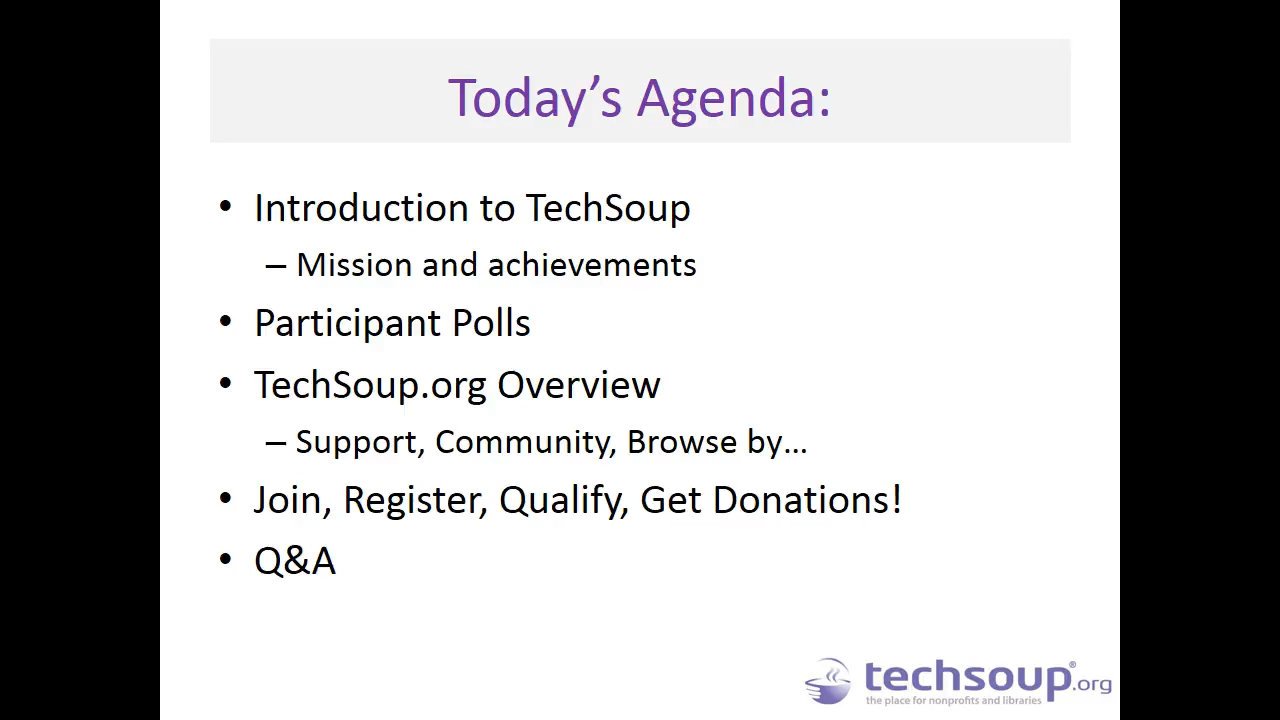 Today’s Agenda:
• Introduction to TechSoup
– Mission and achievements
• Participant Polls
• TechSoup.org Overview
– Support, Community, Browse by…
• Join, Register, Qualify, Get Donations!
• Q&A
techsoup®.org
the place for nonprofits and libraries